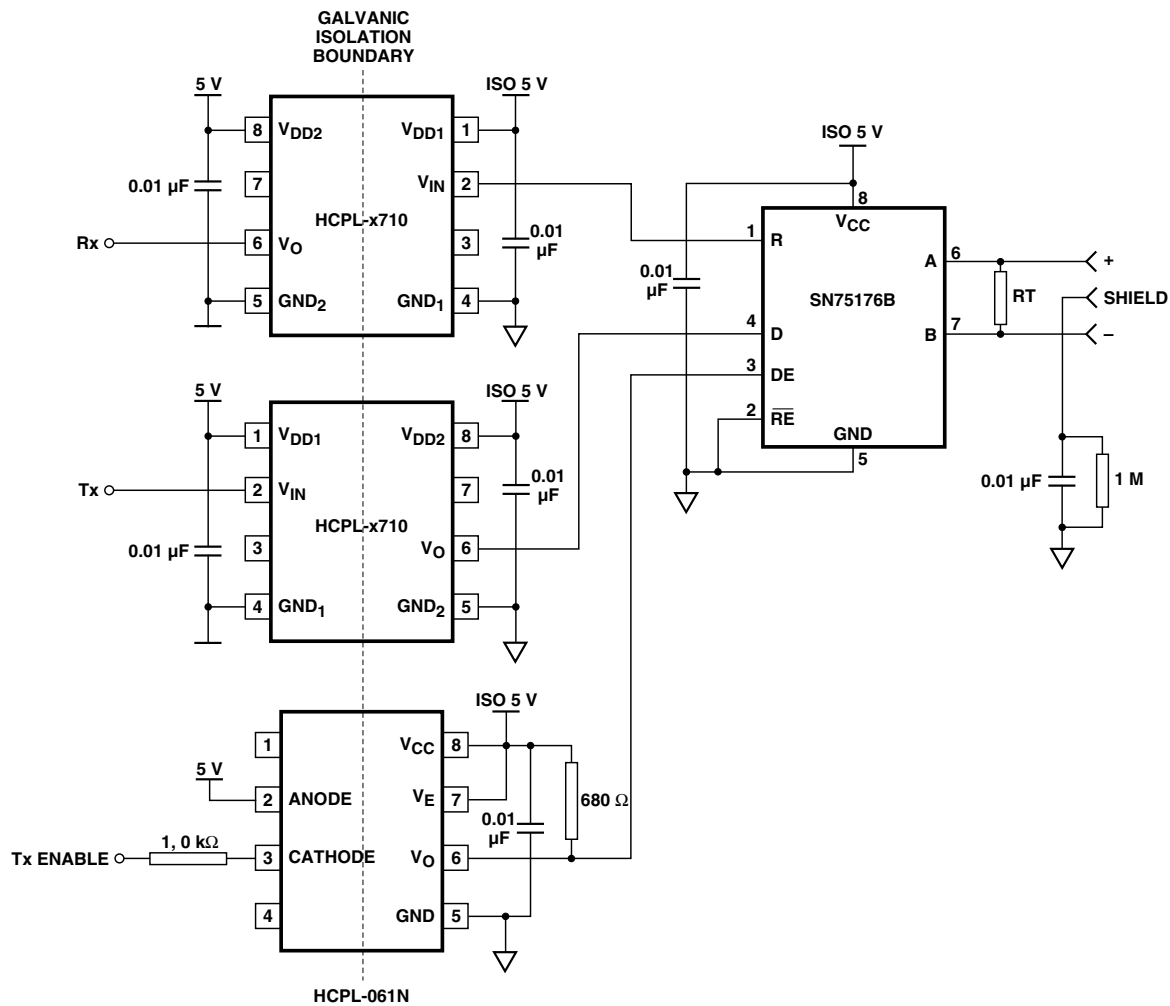 GALVANIC
ISOLATION
BOUNDARY
5 V
ISO 5 V
8
VDD2
VDD1
1
0.01 µF
7
VIN
2
HCPL-x710
Rx
6
VO
3
0.01
µF
5
GND2
GND1
4
5 V
ISO 5 V
1
VDD1
VDD2
8
0.01
µF
Tx
2
VIN
7
HCPL-x710
0.01 µF
3
VO
6
4
GND1
GND2
5
ISO 5 V
1
VCC
8
5 V
2
ANODE
VE
7
680 Ω
0.01
µF
1, 0 kΩ
Tx ENABLE
3
CATHODE
VO
6
4
GND
5
HCPL-061N
ISO 5 V
8
VCC
1
R
A
6
+
0.01
µF
SN75176B
RT
SHIELD
4
D
B
7
–
3
DE
2
RE
GND
5
0.01 µF
1 M